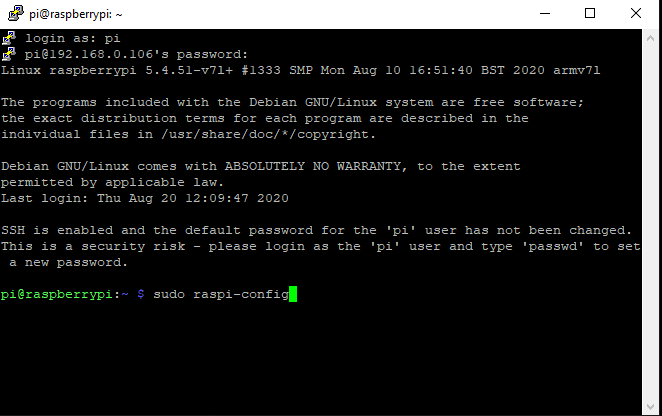 pi@raspberrypi: ~
login as: pi
pi@192.168.0.106's password:
Linux raspberrypi 5.4.51-v7l+ #1333 SMP Mon Aug 10 16:51:40 BST 2020 armv7l
The programs included with the Debian GNU/Linux system are free software;
the exact distribution terms for each program are described in the
individual files in /usr/share/doc/*/copyright.
Debian GNU/Linux comes with ABSOLUTELY NO WARRANTY, to the extent
permitted by applicable law.
Last login: Thu Aug 20 12:09:47 2020
SSH is enabled and the default password for the 'pi' user has not been changed.
This is a security risk - please login as the 'pi' user and type 'passwd' to set
a new password.
pi@raspberrypi:~ $ sudo raspi-config